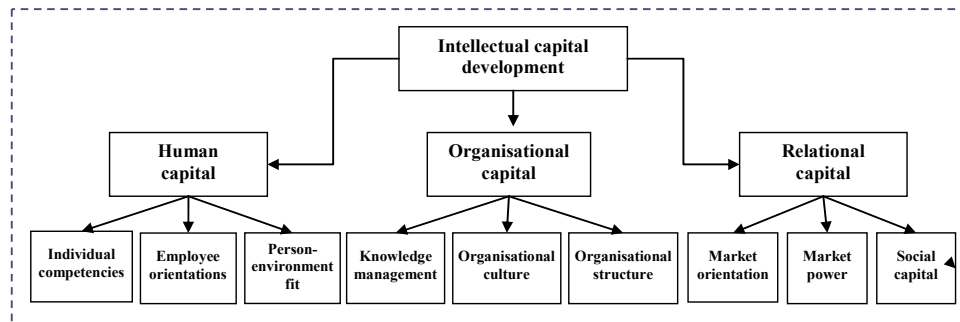 Intellectual capital
development
Human
capital
Organisational
capital
Relational
capital
Individual
competencies
Employee
orientations
Person-
environment
fit
Knowledge
management
Organisational
culture
Organisational
structure
Market
orientation
Market
power
Social
capital